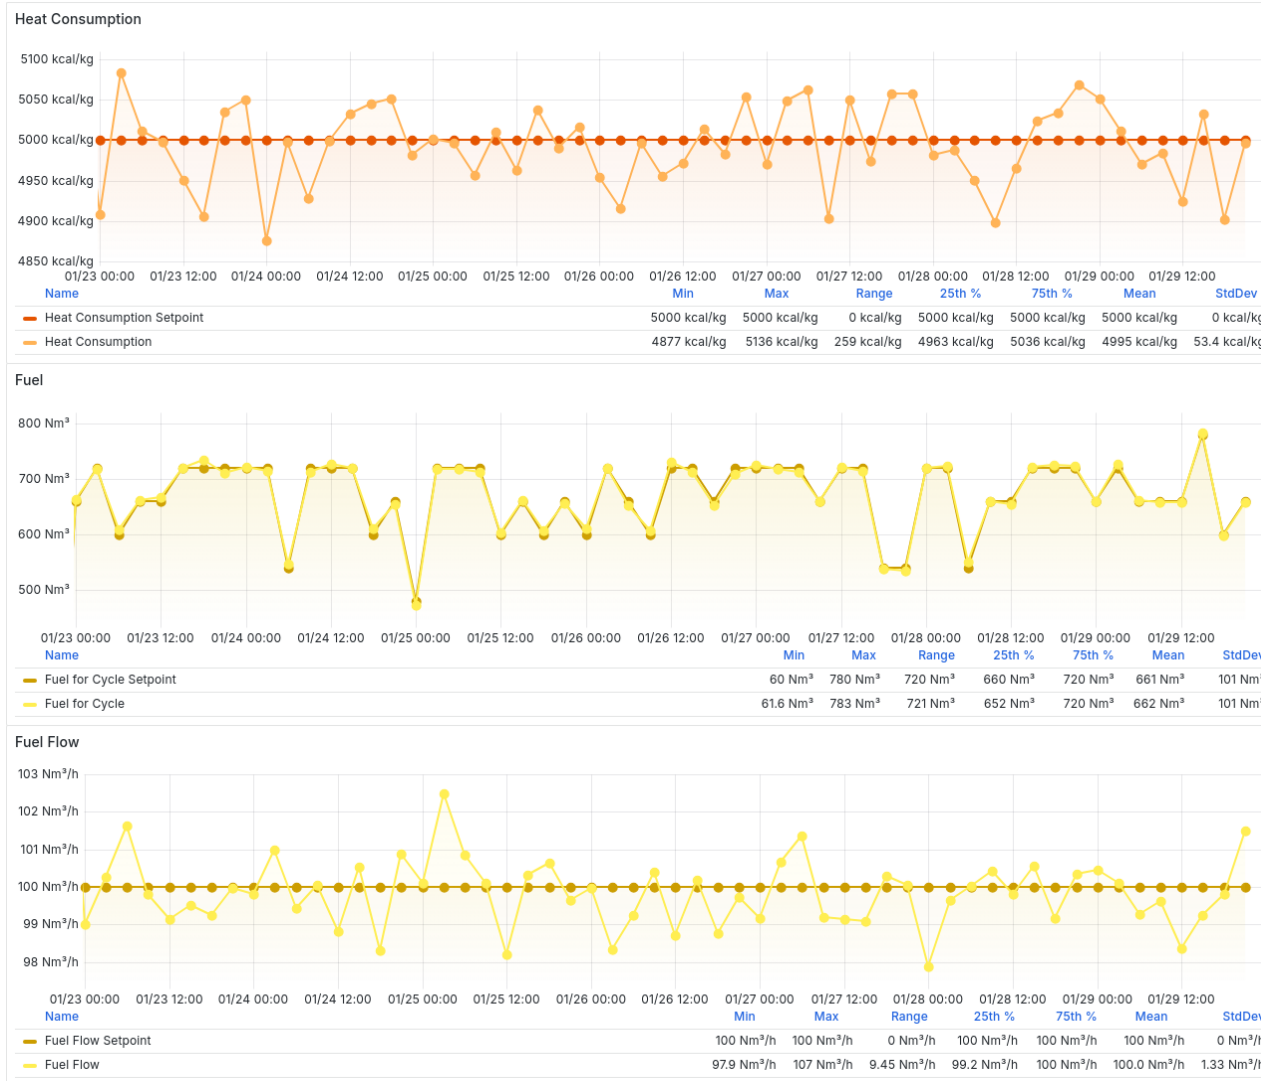 Heat Consumption
5100 kcal/kg
5050 kcal/kg
5000 kcal/kg
4950 kcal/kg
4900 kcal/kg
4850 kcal/kg
01/23 00:00 01/23 12:00 01/24 00:00 01/24 12:00 01/25 00:00 01/25 12:00 01/26 00:00 01/26 12:00 01/27 00:00 01/27 12:00 01/28 00:00 01/28 12:00 01/29 00:00 01/29 12:00
Name Min Max Range 25th % 75th % Mean StdDev
Heat Consumption Setpoint 5000 kcal/kg 5000 kcal/kg 0 kcal/kg 5000 kcal/kg 5000 kcal/kg 5000 kcal/kg 0 kcal/kg
Heat Consumption 4877 kcal/kg 5136 kcal/kg 259 kcal/kg 4963 kcal/kg 5036 kcal/kg 4995 kcal/kg 53.4 kcal/kg
Fuel
800 Nm³
700 Nm³
600 Nm³
500 Nm³
01/23 00:00 01/23 12:00 01/24 00:00 01/24 12:00 01/25 00:00 01/25 12:00 01/26 00:00 01/26 12:00 01/27 00:00 01/27 12:00 01/28 00:00 01/28 12:00 01/29 00:00 01/29 12:00
Name Min Max Range 25th % 75th % Mean StdDev
Fuel for Cycle Setpoint 60 Nm³ 780 Nm³ 720 Nm³ 660 Nm³ 720 Nm³ 661 Nm³ 101 Nm³
Fuel for Cycle 61.6 Nm³ 783 Nm³ 721 Nm³ 652 Nm³ 720 Nm³ 662 Nm³ 101 Nm³
Fuel Flow
103 Nm³/h
102 Nm³/h
101 Nm³/h
100 Nm³/h
99 Nm³/h
98 Nm³/h
01/23 00:00 01/23 12:00 01/24 00:00 01/24 12:00 01/25 00:00 01/25 12:00 01/26 00:00 01/26 12:00 01/27 00:00 01/27 12:00 01/28 00:00 01/28 12:00 01/29 00:00 01/29 12:00
Name Min Max Range 25th % 75th % Mean StdDev
Fuel Flow Setpoint 100 Nm³/h 100 Nm³/h 0 Nm³/h 100 Nm³/h 100 Nm³/h 100 Nm³/h 0 Nm³/h
Fuel Flow 97.9 Nm³/h 107 Nm³/h 9.45 Nm³/h 99.2 Nm³/h 100 Nm³/h 100.0 Nm³/h 1.33 Nm³/h